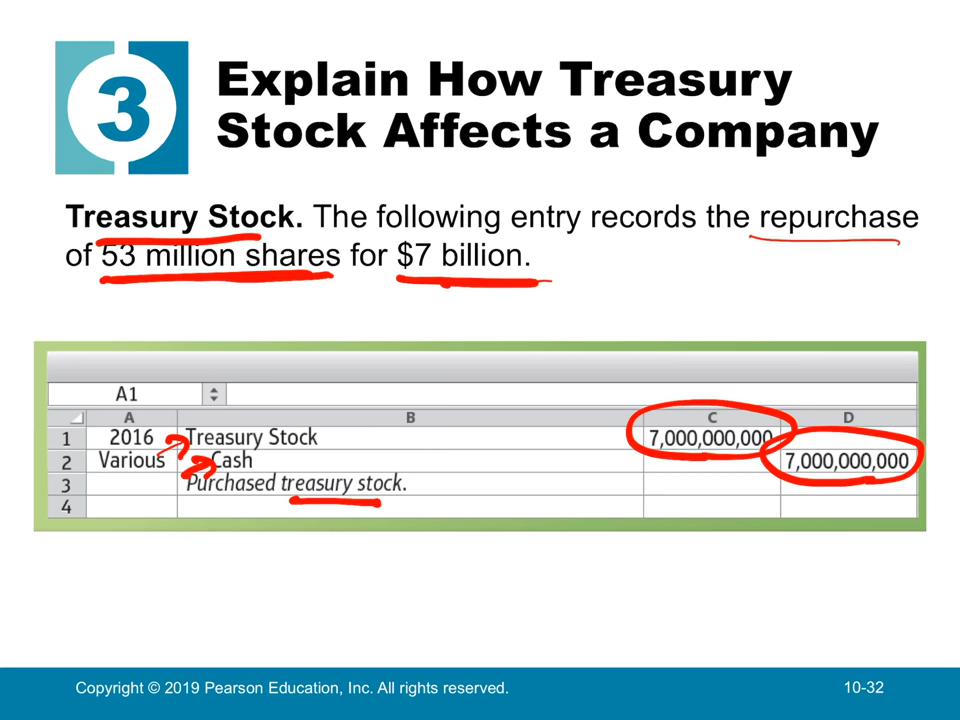 3
Explain How Treasury
Stock Affects a Company
Treasury Stock. The following entry records the repurchase
of 53 million shares for $7 billion.
A1
A B C D
1 2016 Treasury Stock 7,000,000,000
2 Various Cash 7,000,000,000
3 Purchased treasury stock.
4
Copyright © 2019 Pearson Education, Inc. All rights reserved. 10-32